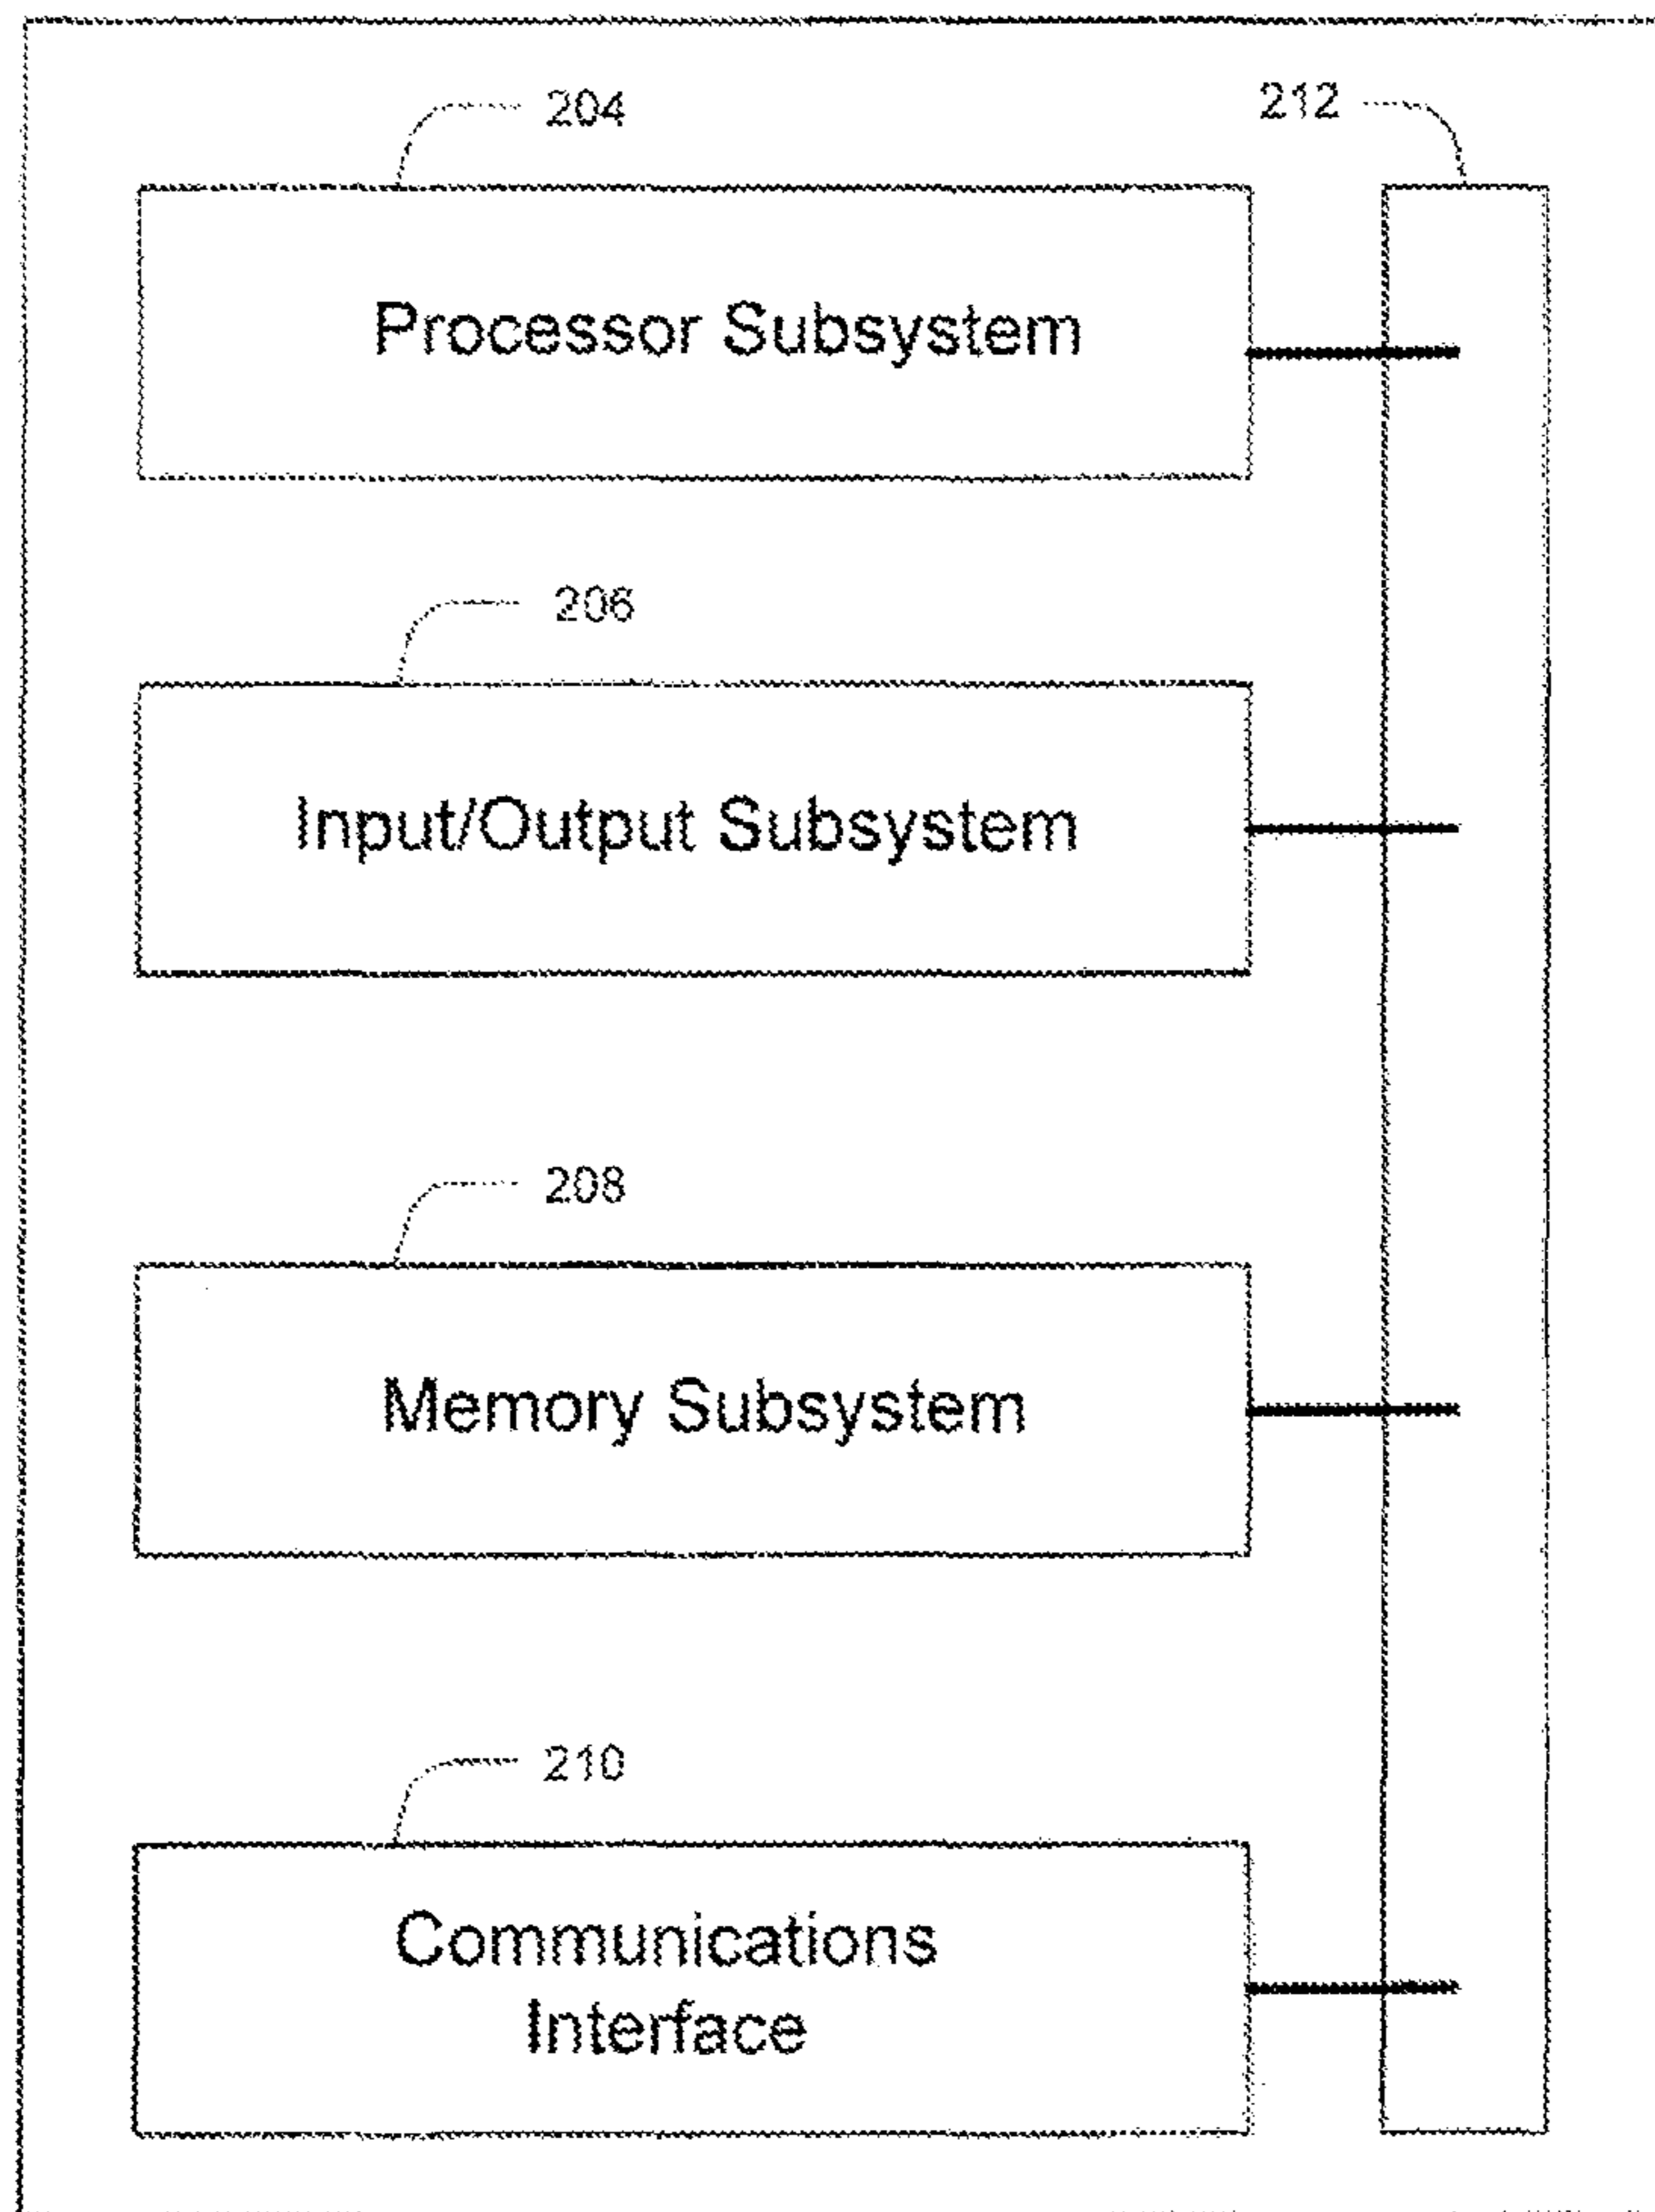 204
212
Processor Subsystem
206
Input/Output Subsystem
208
Memory Subsystem
210
Communications
Interface